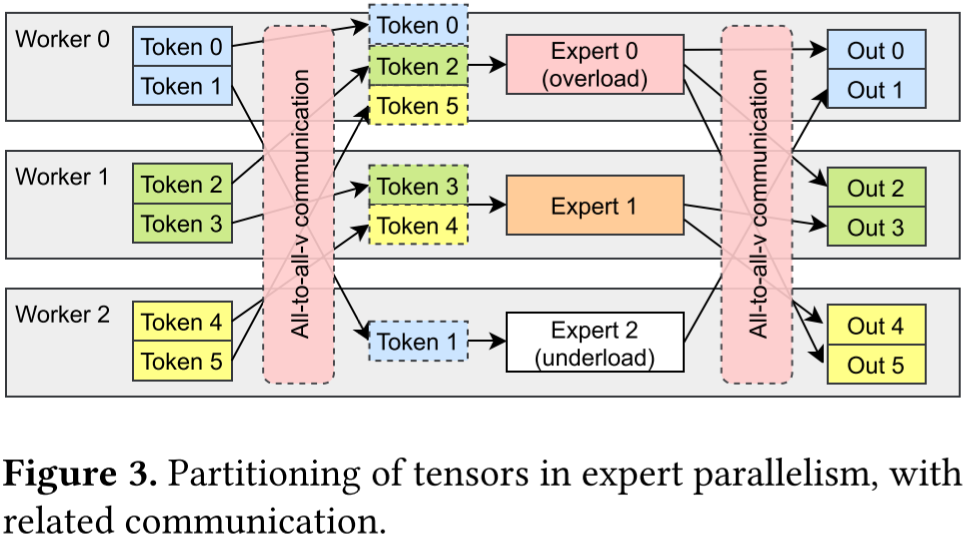 Worker 0
Token 0
Token 1
All-to-all-v communication
Token 0
Token 2
Token 5
Expert 0
(overload)
All-to-all-v communication
Out 0
Out 1
Worker 1
Token 2
Token 3
Token 3
Token 4
Expert 1
Out 2
Out 3
Worker 2
Token 4
Token 5
Token 1
Expert 2
(underload)
Out 4
Out 5
Figure 3. Partitioning of tensors in expert parallelism, with
related communication.